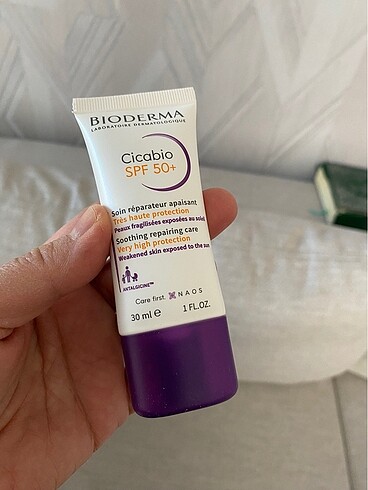 BIODERMA
LABORATOIRE DERMATOLOGIQUE
Cicabio
SPF 50+
Soin réparateur apaisant
Très haute protection
Peaux fragilisées exposées au soleil
Soothing repairing care
Very high protection
Weakened skin exposed to the sun
ANTALGICINE™
Care first. NAOS
30 ml e 1 FL.OZ.